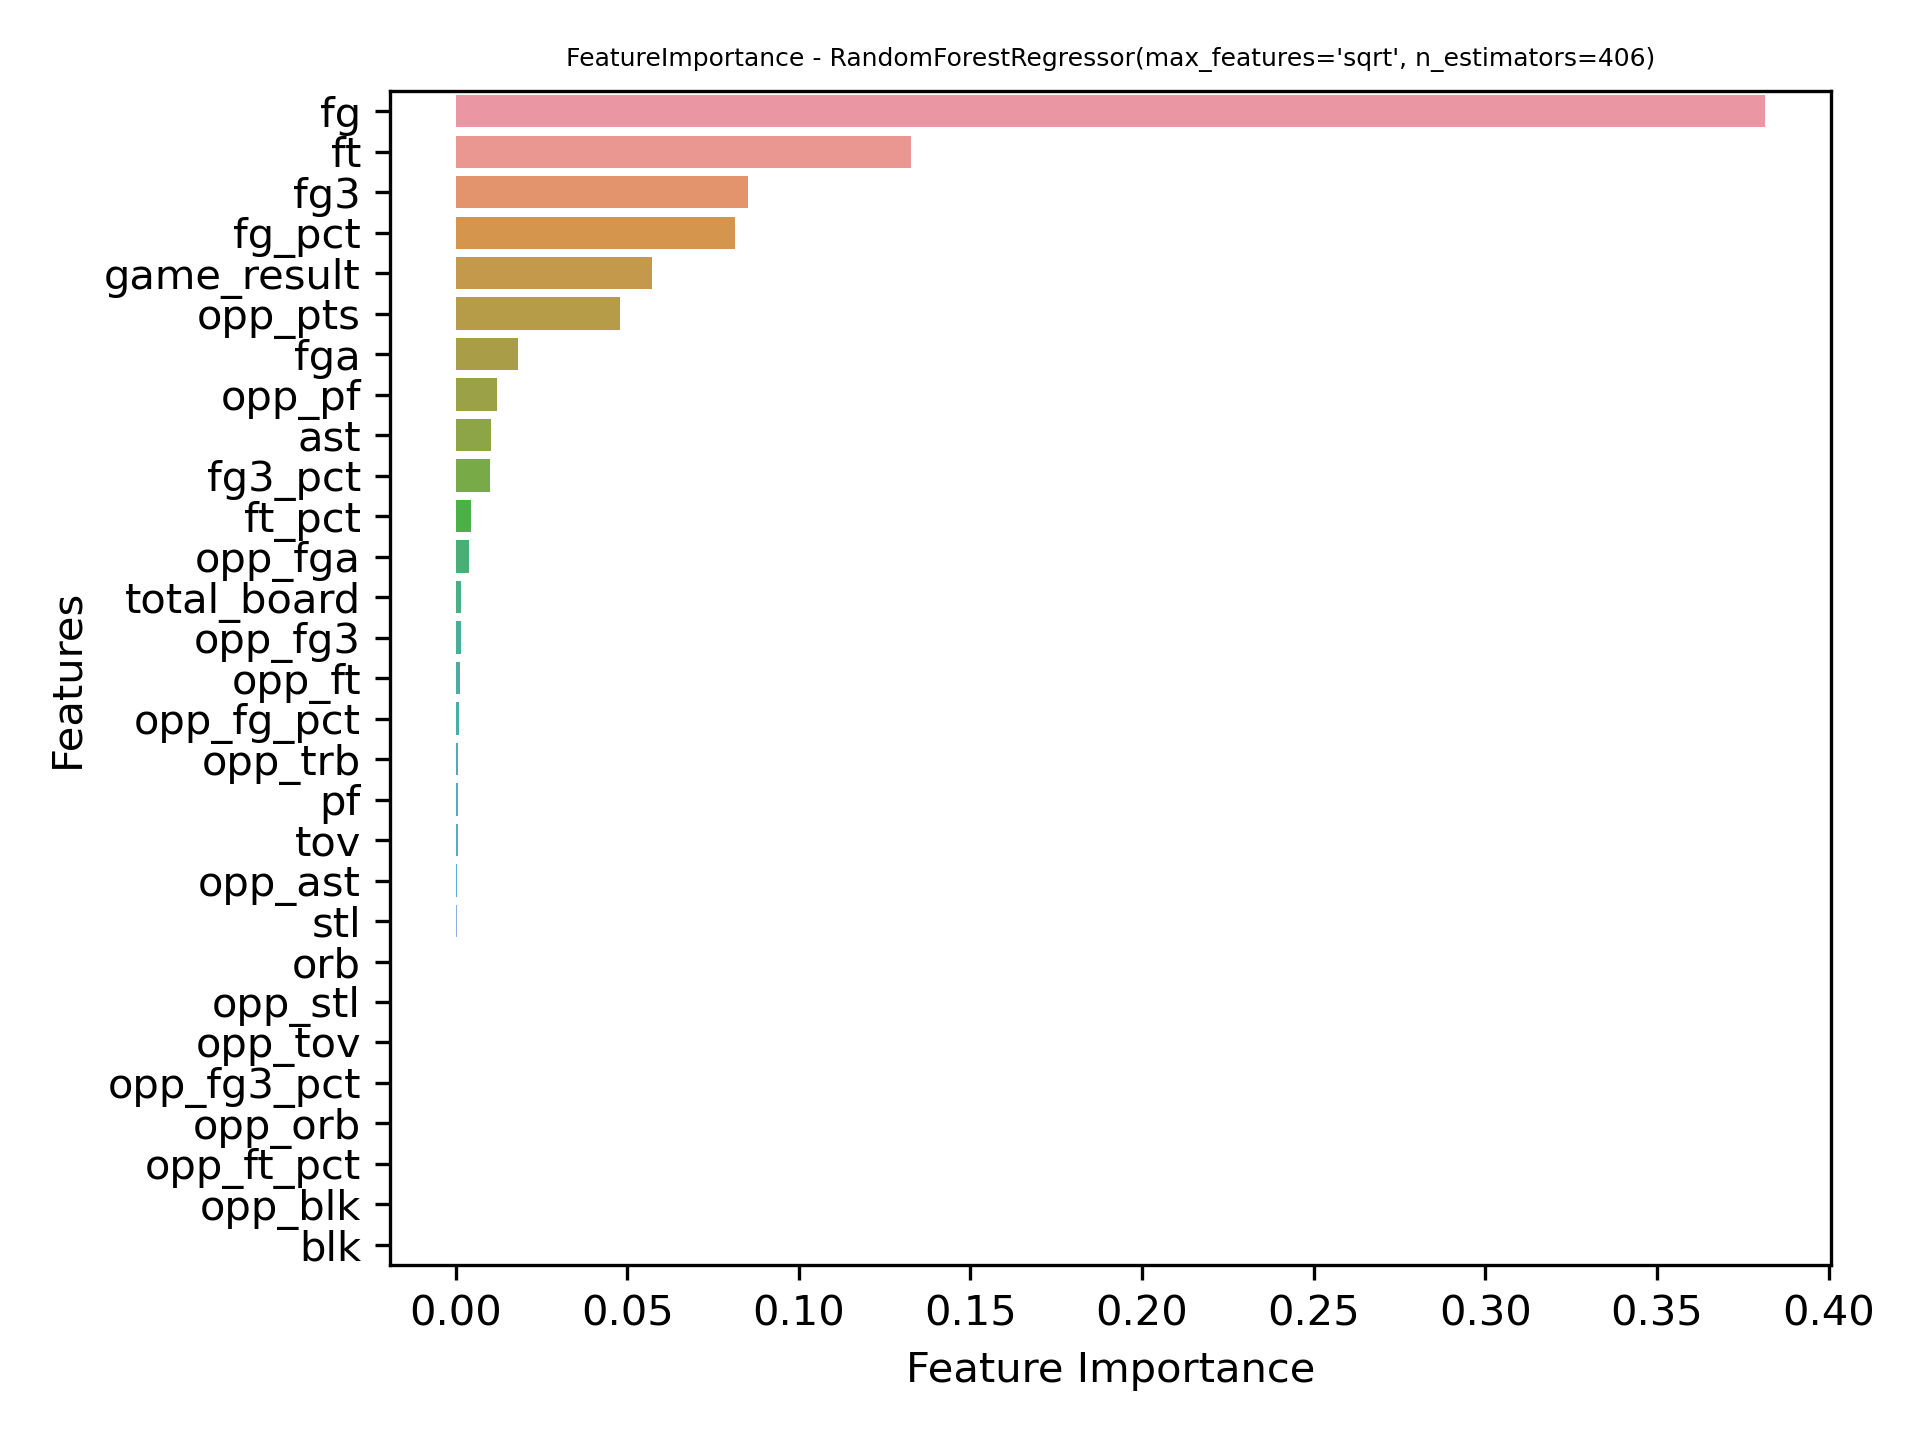 FeatureImportance - RandomForestRegressor(max_features='sqrt', n_estimators=406)
fg
ft
fg3
fg_pct
game_result
opp_pts
fga
opp_pf
ast
fg3_pct
ft_pct
opp_fga
total_board
opp_fg3
opp_ft
opp_fg_pct
opp_trb
pf
tov
opp_ast
stl
orb
opp_stl
opp_tov
opp_fg3_pct
opp_orb
opp_ft_pct
opp_blk
blk
Features
0.00 0.05 0.10 0.15 0.20 0.25 0.30 0.35 0.40
Feature Importance